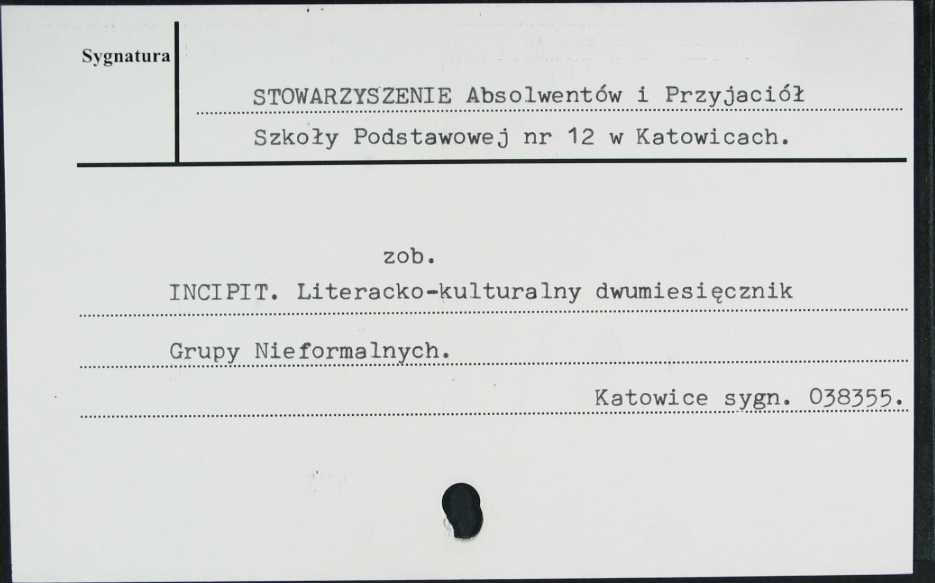 Sygnatura
STOWARZYSZENIE Absolwentów i Przyjaciół
Szkoły Podstawowej nr 12 w Katowicach.
zob.
INCIPIT. Literacko-kulturalny dwumiesięcznik
Grupy Nieformalnych.
Katowice sygn. 038355.